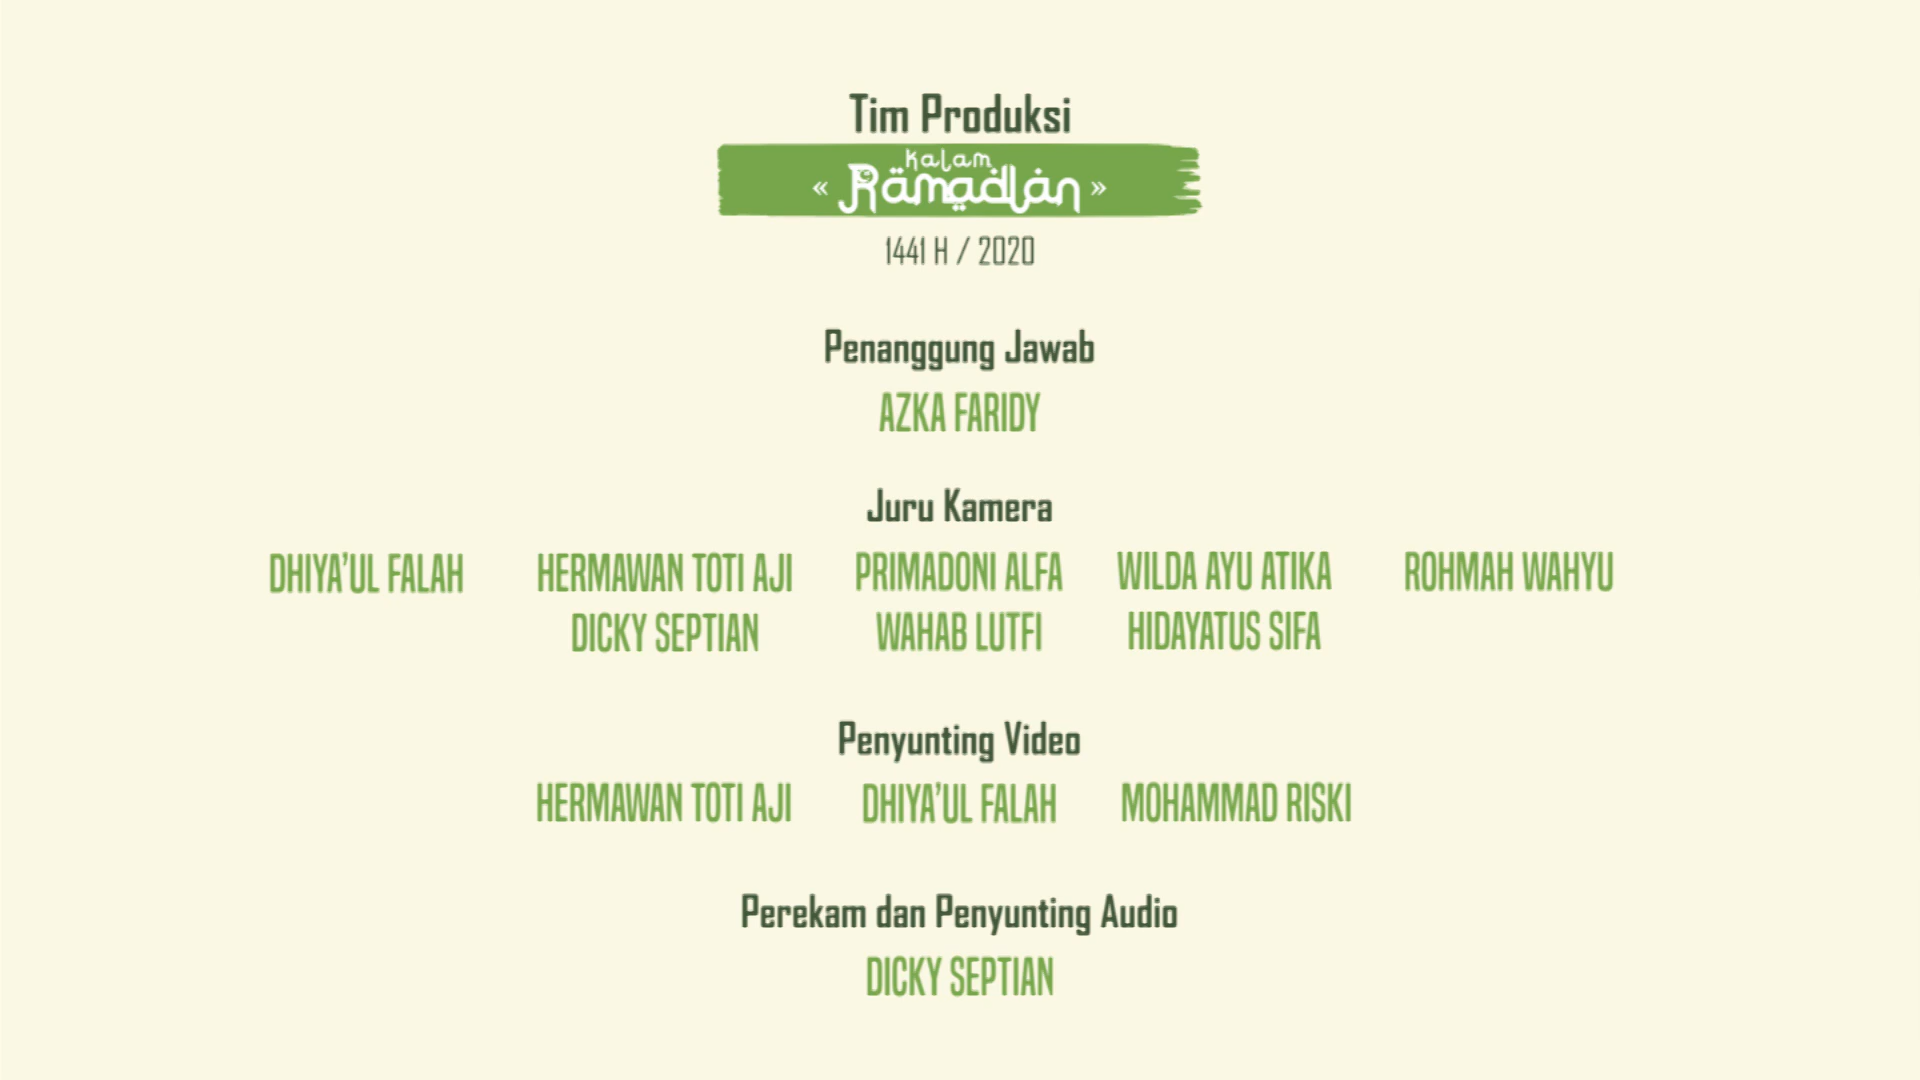 Tim Produksi
kalam
« Ramadlan »
1441 H / 2020
Penanggung Jawab
AZKA FARIDY
Juru Kamera
DHIYA'UL FALAH HERMAWAN TOTI AJI PRIMADONI ALFA WILDA AYU ATIKA ROHMAH WAHYU
DICKY SEPTIAN WAHAB LUTFI HIDAYATUS SIFA
Penyunting Video
HERMAWAN TOTI AJI DHIYA'UL FALAH MOHAMMAD RISKI
Perekam dan Penyunting Audio
DICKY SEPTIAN